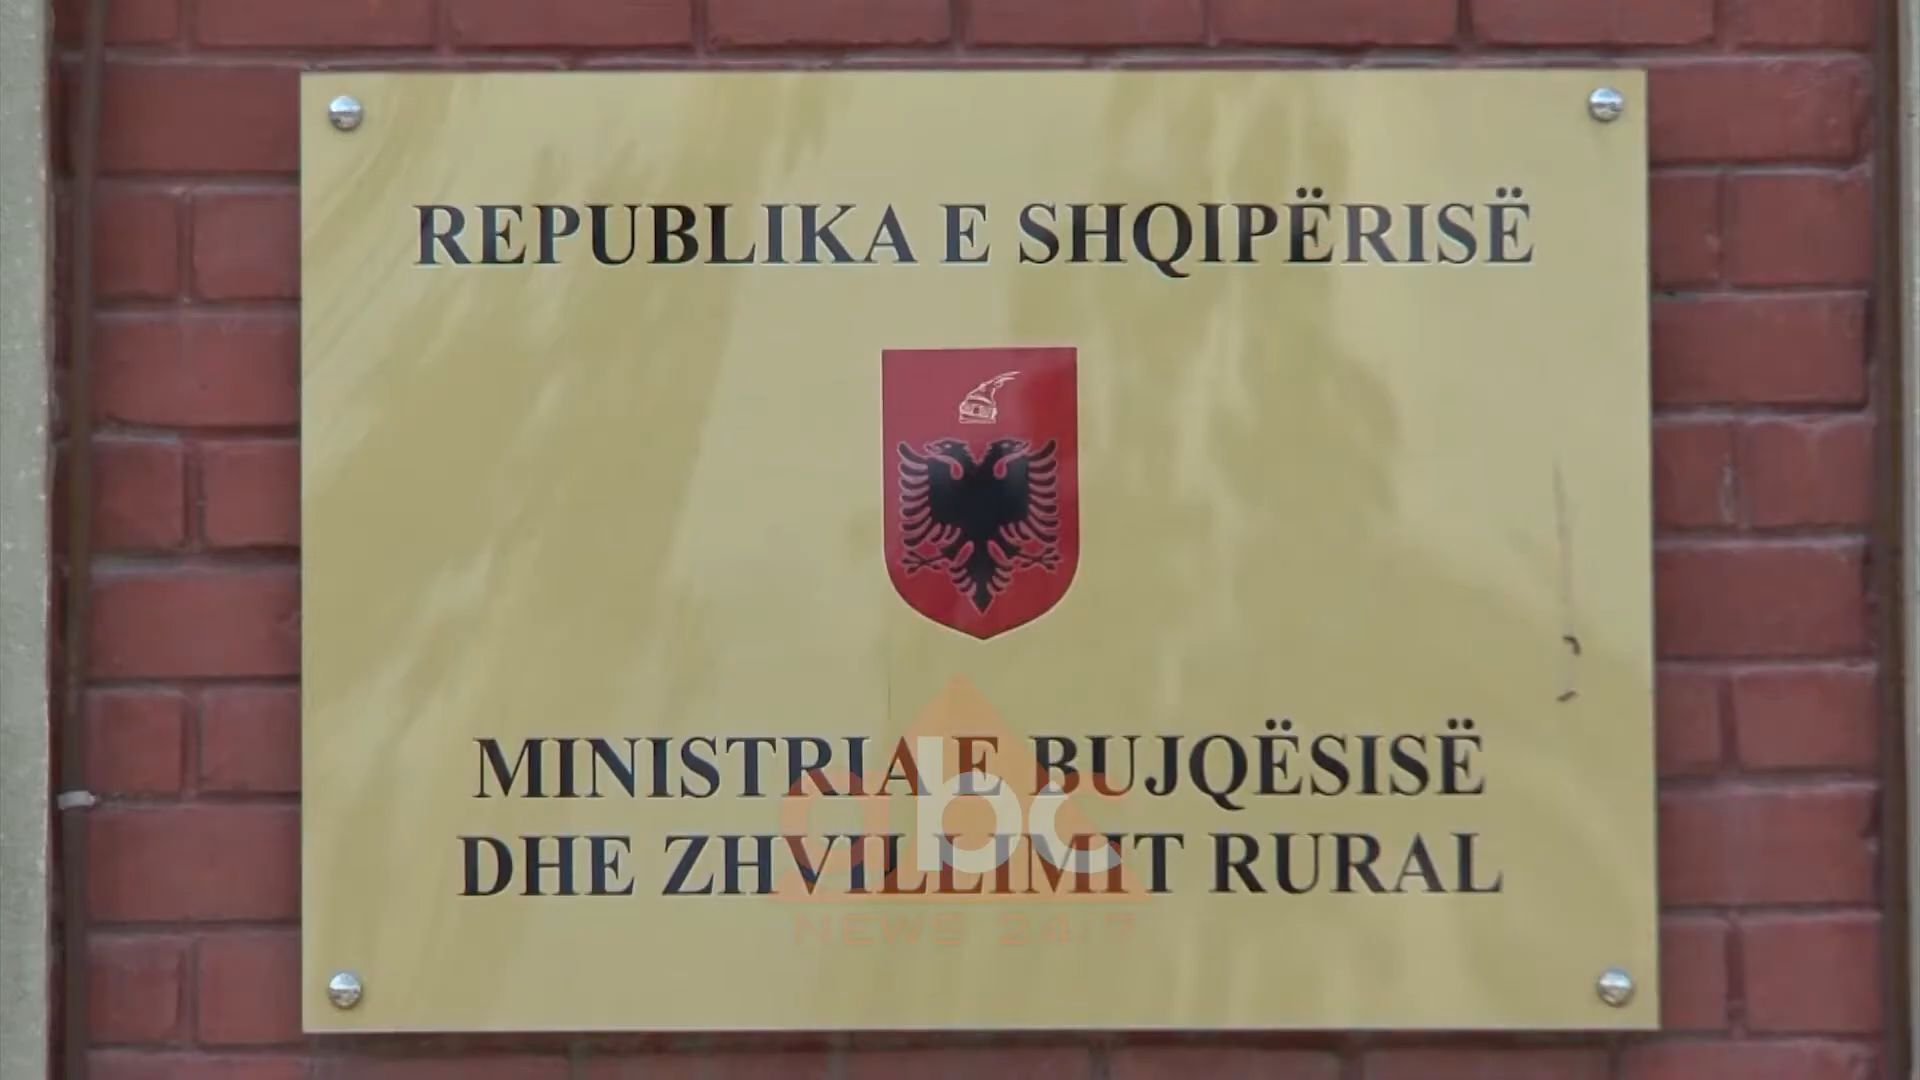 REPUBLIKA E SHQIPËRISË
MINISTRIA E BUJQËSISË
DHE ZHVILLIMIT RURAL
abc
NEWS 24/7